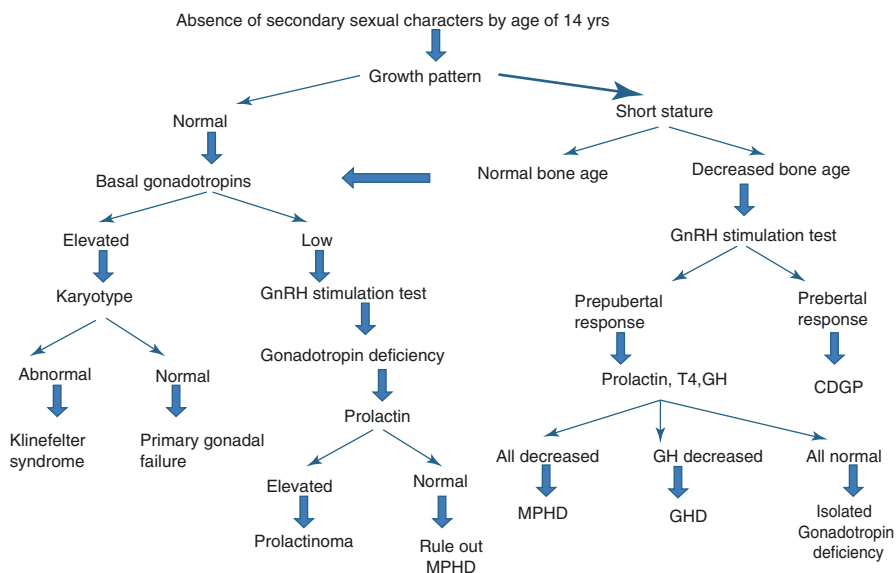 Absence of secondary sexual characters by age of 14 yrs
Growth pattern
Normal
Short stature
Basal gonadotropins
Normal bone age
Decreased bone age
Elevated
Low
GnRH stimulation test
Karyotype
GnRH stimulation test
Prepubertal
response
Prebertal
response
Abnormal
Normal
Gonadotropin deficiency
Prolactin, T4,GH
CDGP
Klinefelter
syndrome
Primary gonadal
failure
Prolactin
All decreased
GH decreased
All normal
Elevated
Normal
MPHD
GHD
Isolated
Gonadotropin
deficiency
Prolactinoma
Rule out
MPHD